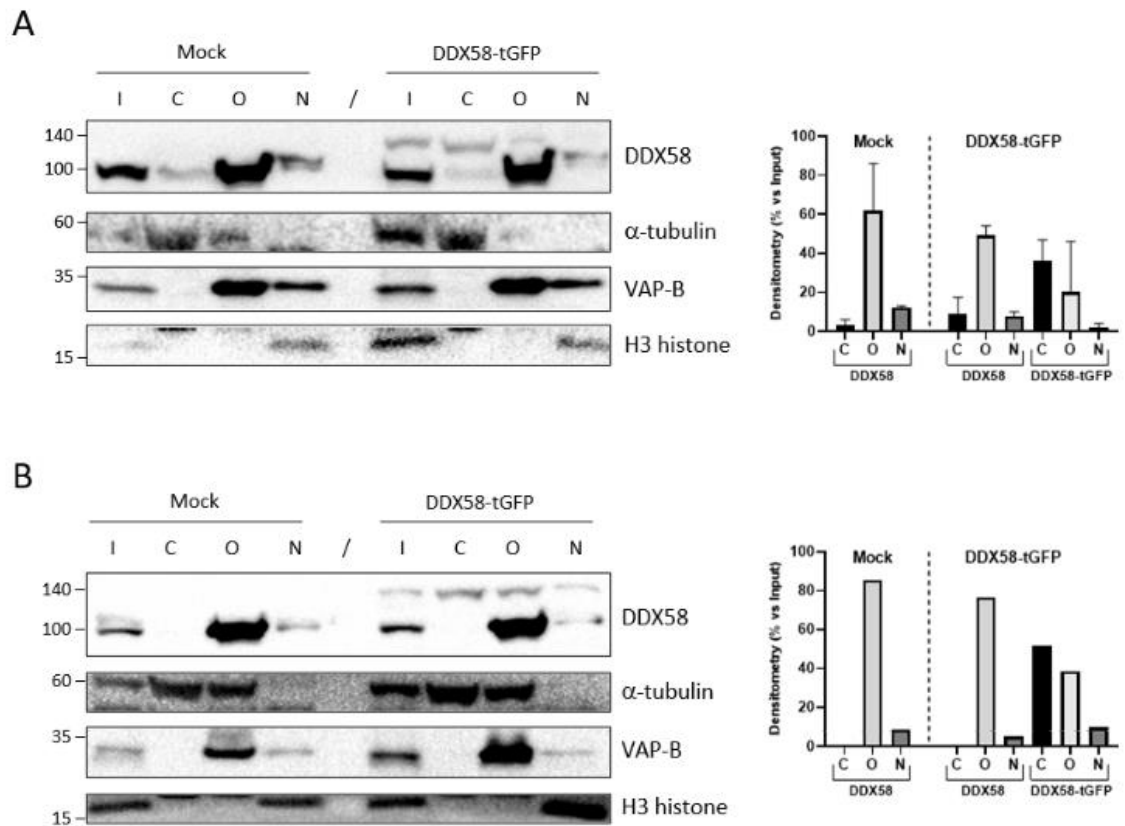 A
Mock DDX58-tGFP
I C O N / I C O N
140
100
DDX58
60
α-tubulin
35
VAP-B
15
H3 histone
Densitometry (% vs Input)
100
80
60
40
20
0
Mock DDX58-tGFP
C O N C O N C O N
DDX58 DDX58 DDX58-tGFP
B
Mock DDX58-tGFP
I C O N / I C O N
140
100
DDX58
60
α-tubulin
35
VAP-B
15
H3 histone
Densitometry (% vs Input)
100
80
60
40
20
0
Mock DDX58-tGFP
C O N C O N C O N
DDX58 DDX58 DDX58-tGFP